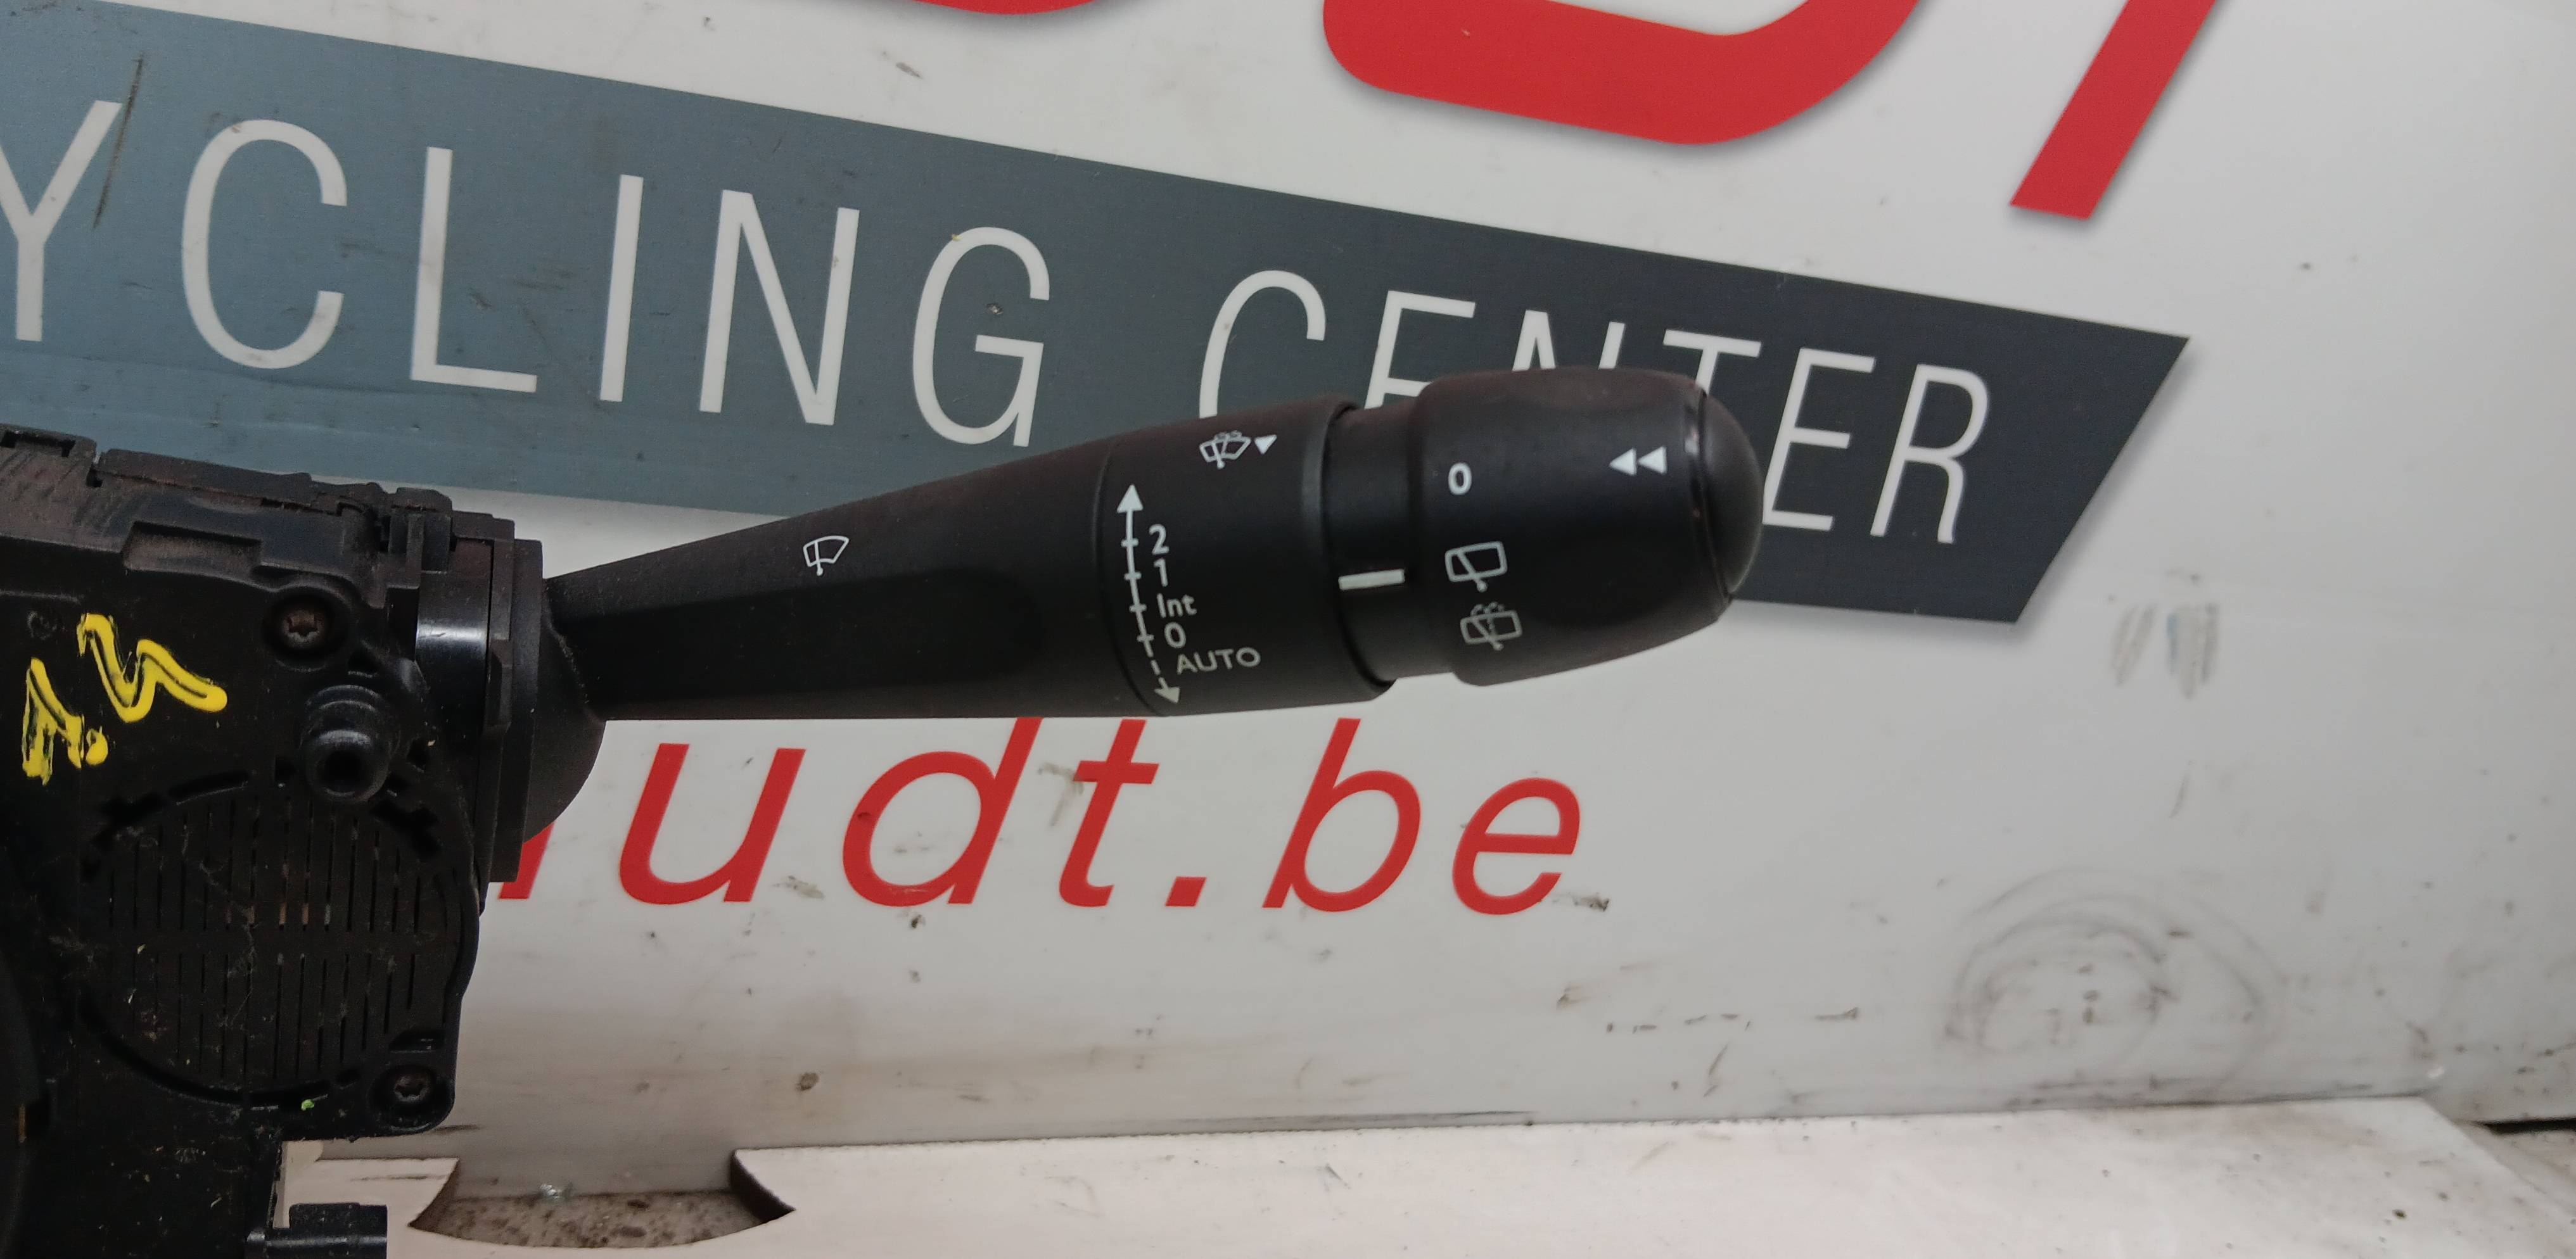 YCLING CENTER
2
1
Int
0
AUTO
0
udt.be